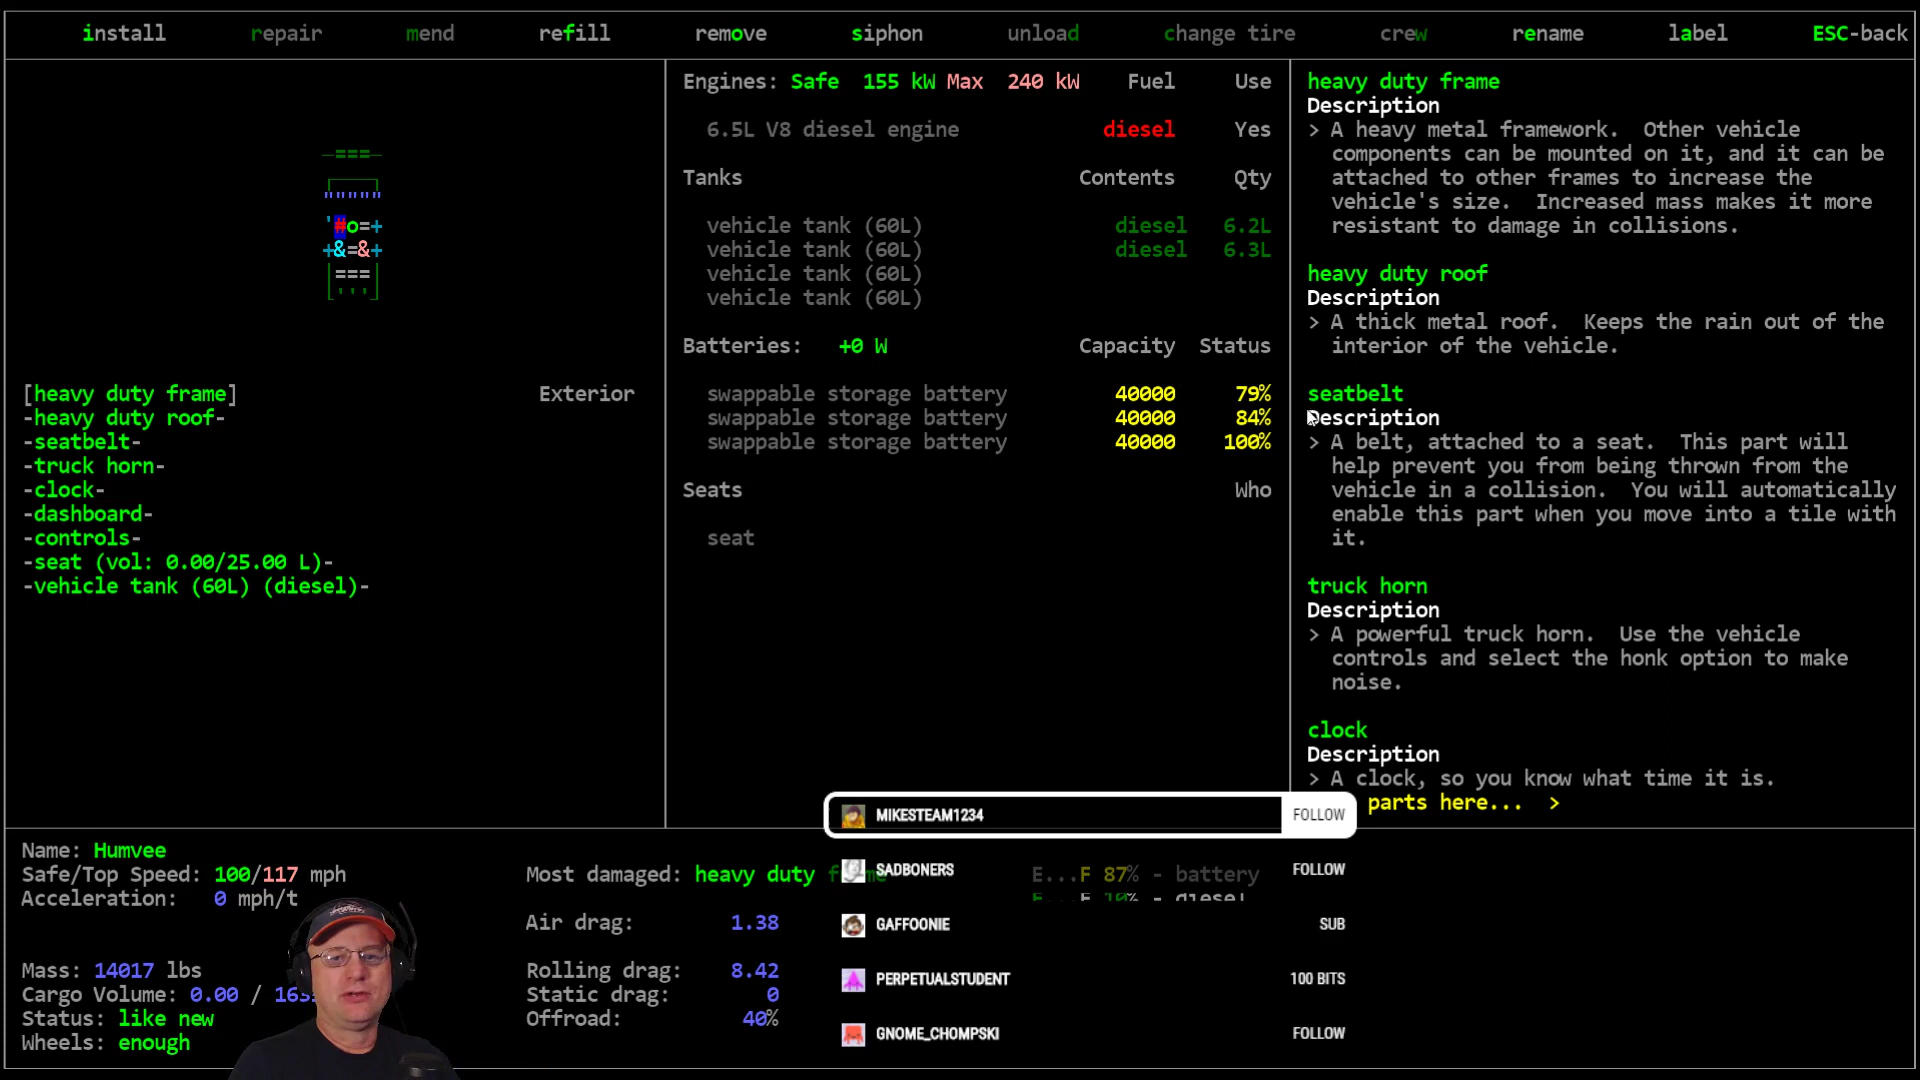 install repair mend refill remove siphon unload change tire crew rename label ESC-back
[heavy duty frame] Exterior
-heavy duty roof-
-seatbelt-
-truck horn-
-clock-
-dashboard-
-controls-
-seat (vol: 0.00/25.00 L)-
-vehicle tank (60L) (diesel)-
Engines: Safe 155 kW Max 240 kW Fuel Use
6.5L V8 diesel engine diesel Yes
Tanks Contents Qty
vehicle tank (60L) diesel 6.2L
vehicle tank (60L) diesel 6.3L
vehicle tank (60L)
vehicle tank (60L)
Batteries: +0 W Capacity Status
swappable storage battery 40000 79%
swappable storage battery 40000 84%
swappable storage battery 40000 100%
Seats Who
seat
heavy duty frame
Description
> A heavy metal framework. Other vehicle
components can be mounted on it, and it can be
attached to other frames to increase the
vehicle's size. Increased mass makes it more
resistant to damage in collisions.
heavy duty roof
Description
> A thick metal roof. Keeps the rain out of the
interior of the vehicle.
seatbelt
Description
> A belt, attached to a seat. This part will
help prevent you from being thrown from the
vehicle in a collision. You will automatically
enable this part when you move into a tile with
it.
truck horn
Description
> A powerful truck horn. Use the vehicle
controls and select the honk option to make
noise.
clock
Description
> A clock, so you know what time it is.
parts here... >
Name: Humvee
Safe/Top Speed: 100/117 mph
Acceleration: 0 mph/t
Mass: 14017 lbs
Cargo Volume: 0.00 /
Status: like new
Wheels: enough
Most damaged: heavy duty
Air drag: 1.38
Rolling drag: 8.42
Static drag: 0
Offroad: 40%
E...F 87% - battery
E...F 10% - diesel
MIKESTEAM1234 FOLLOW
SADBONERS FOLLOW
GAFFOONIE SUB
PERPETUALSTUDENT 100 BITS
GNOME_CHOMPSKI FOLLOW